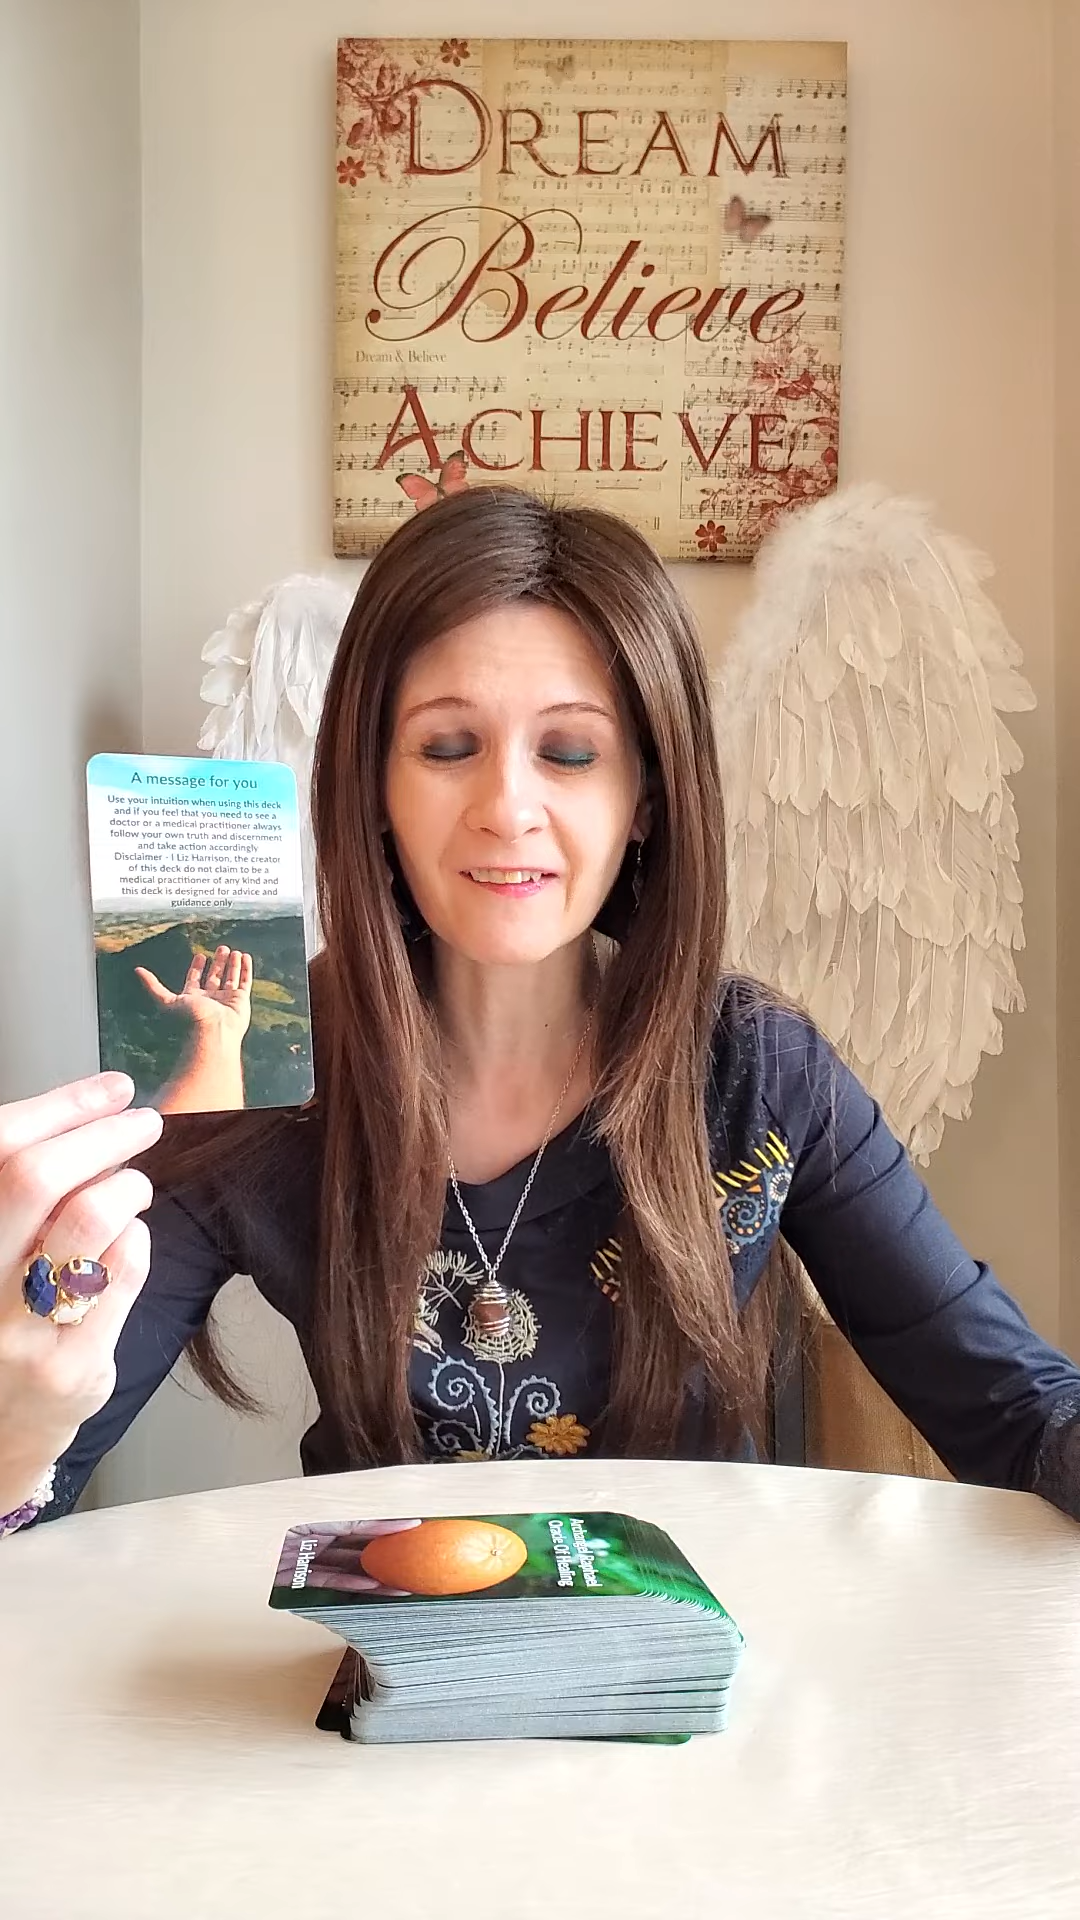 DREAM
Believe
Dream & Believe
ACHIEVE
A message for you
Use your intuition when using this deck
and if you feel that you need to see a
doctor or a medical practitioner always
follow your own truth and discernment
and take action accordingly
Disclaimer - I Liz Harrison, the creator
of this deck do not claim to be a
medical practitioner of any kind and
this deck is designed for advice and
guidance only
Archangel Raphael
Oracle Of Healing
Liz Harrison